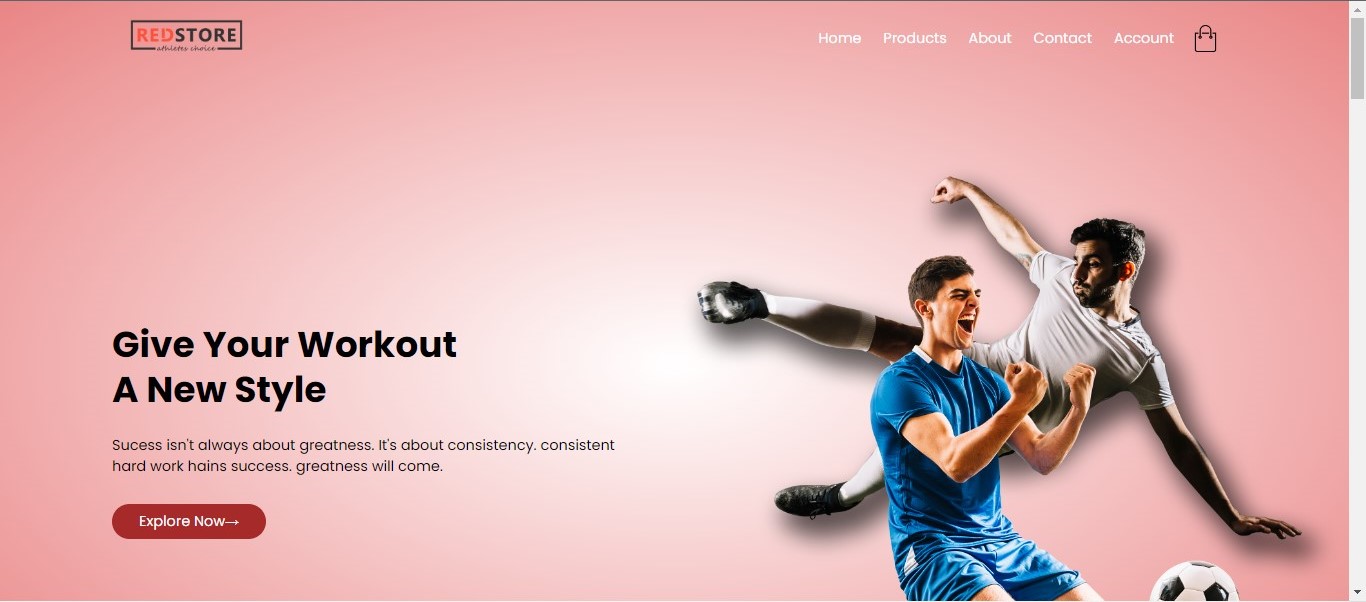 REDSTORE
athletes choice
Home Products About Contact Account
Give Your Workout
A New Style
Sucess isn't always about greatness. It's about consistency. consistent
hard work hains success. greatness will come.
Explore Now→